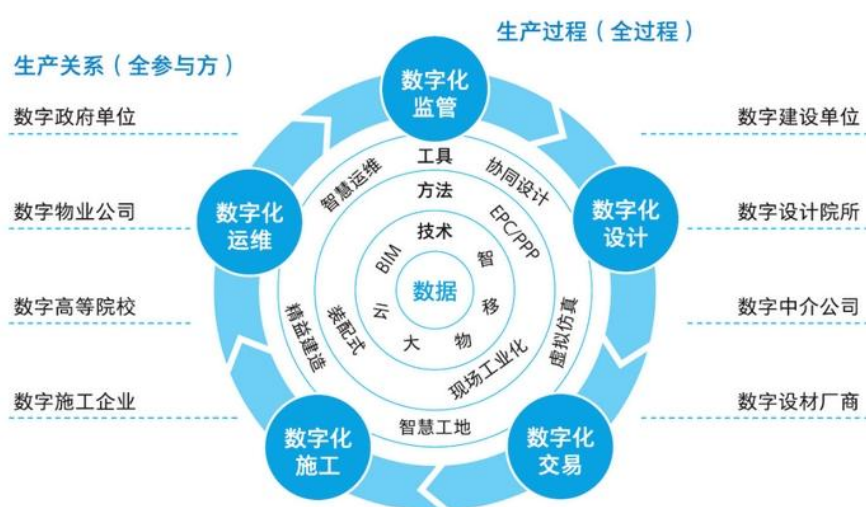 生产过程（全过程）
生产关系（全参与方）
数字政府单位
数字物业公司
数字高等院校
数字施工企业
数字建设单位
数字设计院所
数字中介公司
数字设材厂商
数字化
监管
数字化
设计
数字化
交易
数字化
施工
数字化
运维
工具
协同设计
虚拟仿真
智慧工地
精益建造
智慧运维
方法
EPC/PPP
现场工业化
装配式
技术
BIM
云
大
物
移
智
数据